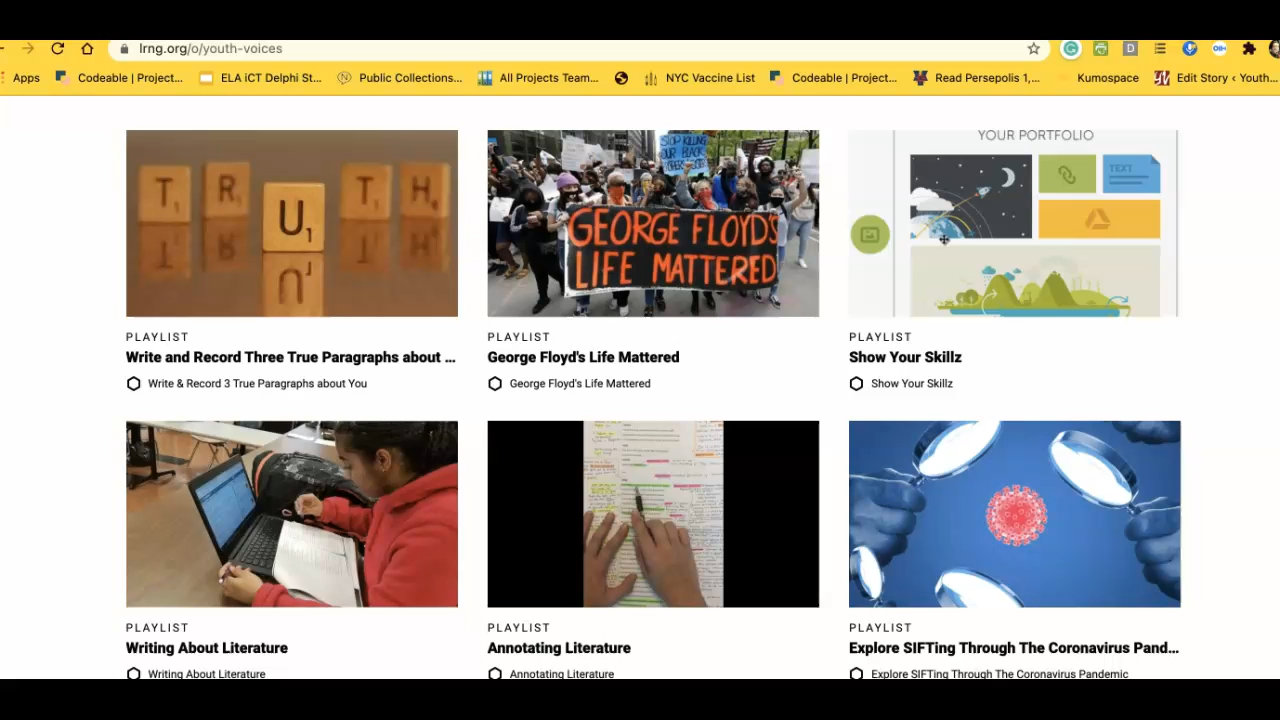 lrng.org/o/youth-voices
Apps Codeable | Project... ELA iCT Delphi St... Public Collections... All Projects Team... NYC Vaccine List Codeable | Project... Read Persepolis 1,... Kumospace Edit Story ‹ Youth...
T R U T H
STOP KILLING OUR BLACK
GEORGE FLOYD'S
LIFE MATTERED
YOUR PORTFOLIO
TEXT
PLAYLIST
Write and Record Three True Paragraphs about ...
Write & Record 3 True Paragraphs about You
PLAYLIST
George Floyd's Life Mattered
George Floyd's Life Mattered
PLAYLIST
Show Your Skillz
Show Your Skillz
PLAYLIST
Writing About Literature
Writing About Literature
PLAYLIST
Annotating Literature
Annotating Literature
PLAYLIST
Explore SIFTing Through The Coronavirus Pand...
Explore SIFTing Through The Coronavirus Pandemic